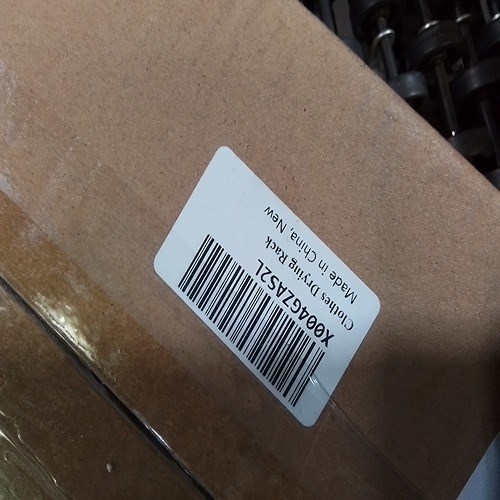 X004GZAS2L
Clothes Drying Rack
Made in China, New